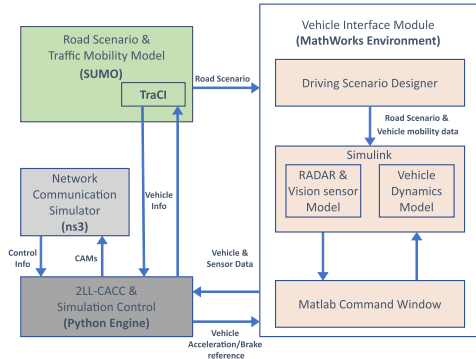 Road Scenario &
Traffic Mobility Model
(SUMO)
TraCI
Road Scenario
Vehicle Interface Module
(MathWorks Environment)
Driving Scenario Designer
Road Scenario &
Vehicle mobility data
Simulink
RADAR &
Vision sensor
Model
Vehicle
Dynamics
Model
Network
Communication
Simulator
(ns3)
Vehicle
Info
Control
Info
CAMs
Vehicle &
Sensor Data
2LL-CACC &
Simulation Control
(Python Engine)
Matlab Command Window
Vehicle
Acceleration/Brake
reference